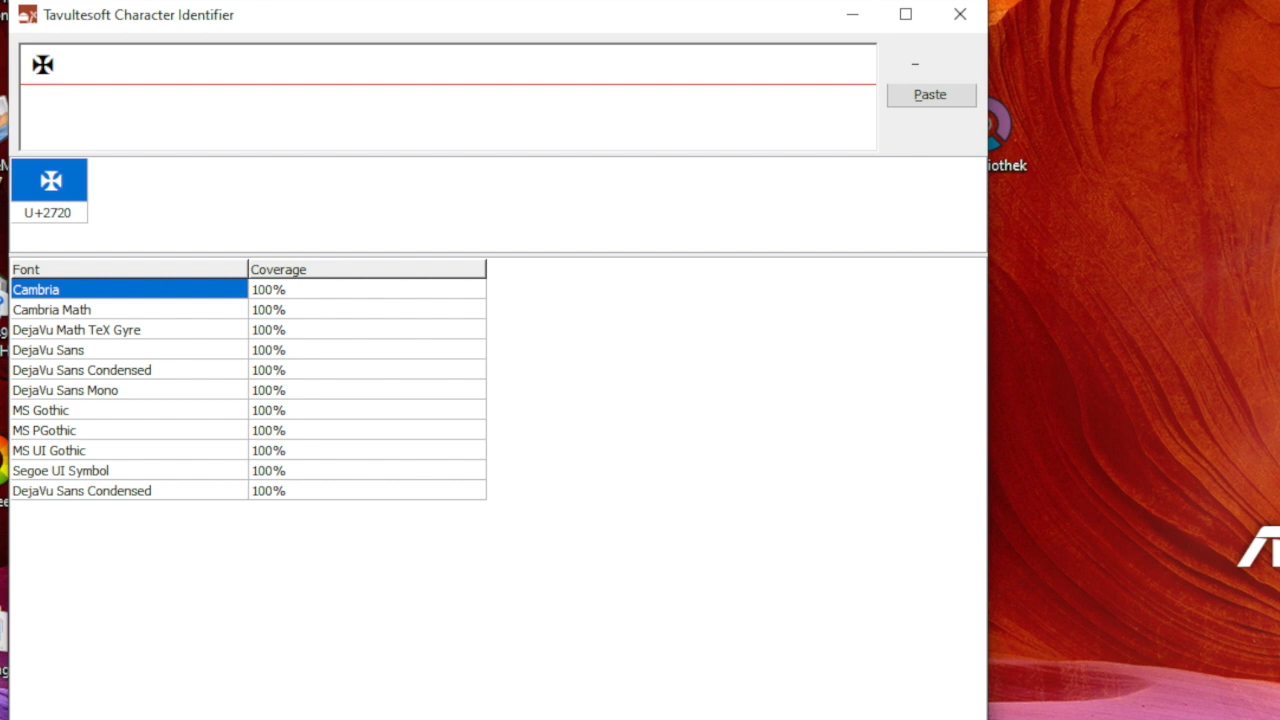 Tavultesoft Character Identifier
✠
Paste
✠
U+2720
Font Coverage
Cambria 100%
Cambria Math 100%
DejaVu Math TeX Gyre 100%
DejaVu Sans 100%
DejaVu Sans Condensed 100%
DejaVu Sans Mono 100%
MS Gothic 100%
MS PGothic 100%
MS UI Gothic 100%
Segoe UI Symbol 100%
DejaVu Sans Condensed 100%
iothek